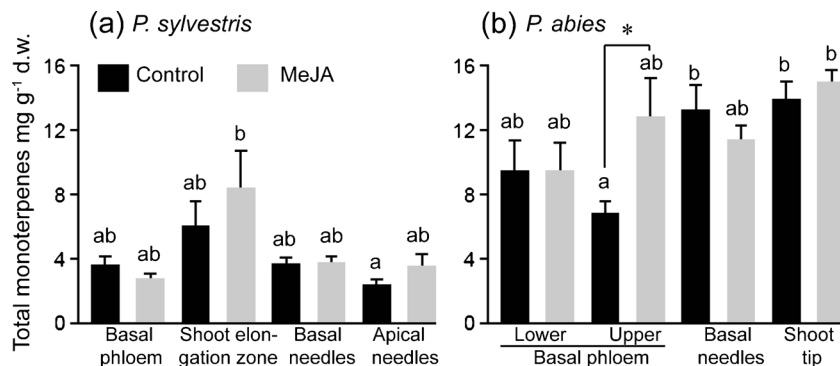 (a) P. sylvestris
(b) P. abies
Total monoterpenes mg g⁻¹ d.w.
Control
MeJA
16
12
8
4
0
ab
ab
ab
b
ab
ab
a
ab
Basal phloem
Shoot elon-gation zone
Basal needles
Apical needles
16
12
8
4
0
*
ab
ab
a
ab
b
ab
b
b
Lower
Upper
Basal phloem
Basal needles
Shoot tip